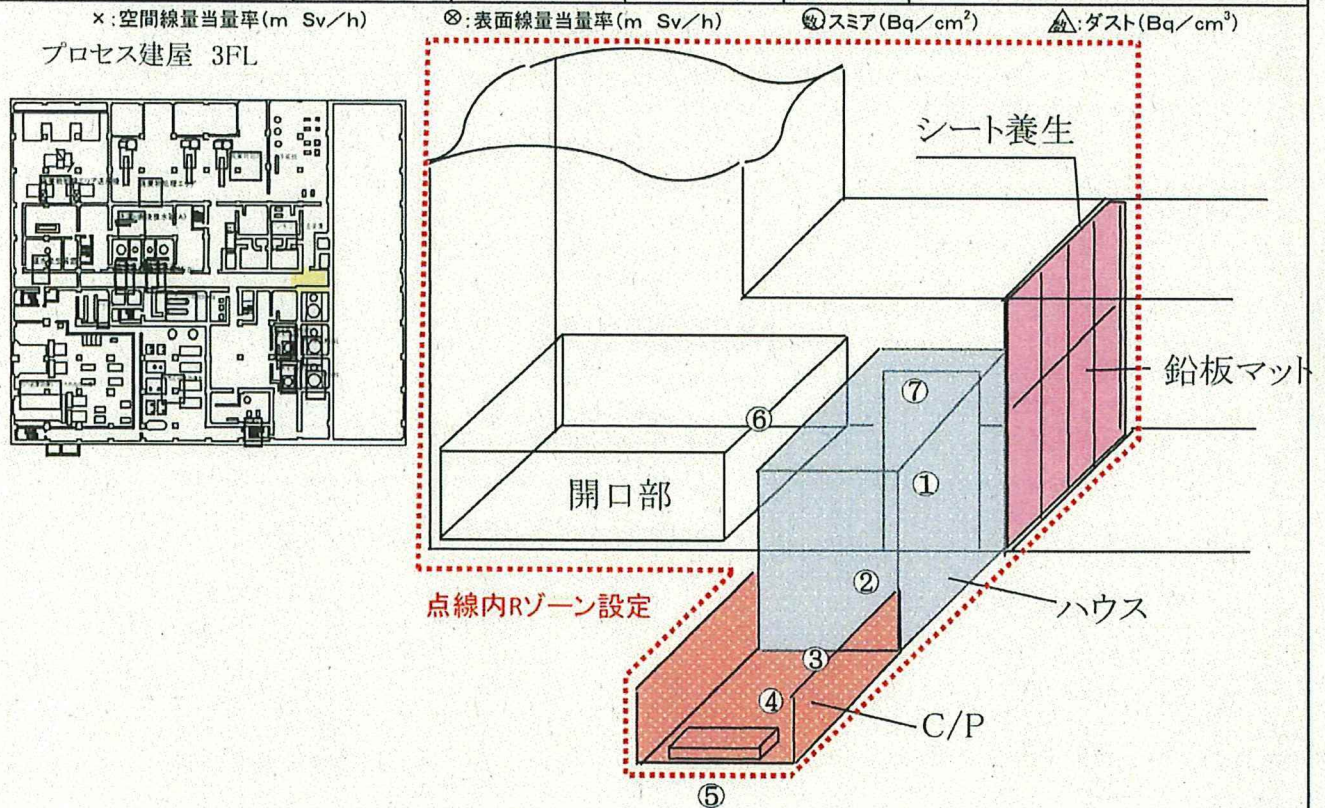 ×:空間線量当量率(m Sv/h) ⊗:表面線量当量率(m Sv/h) 数スミア(Bq/cm²) 数:ダスト(Bq/cm³)
プロセス建屋 3FL
シート養生
鉛板マット
⑦
⑥
①
開口部
②
点線内Rゾーン設定
ハウス
③
④
C/P
⑤